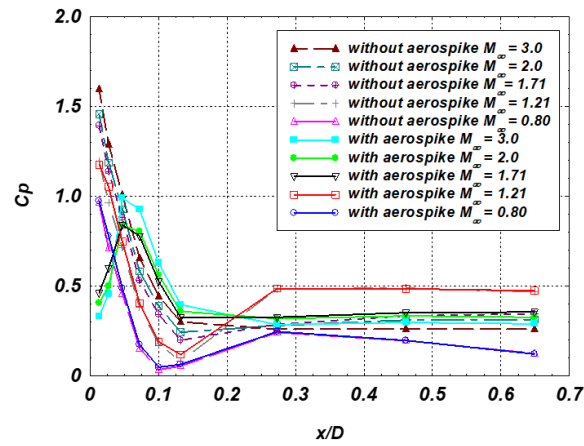 2.0
1.5
1.0
0.5
0
Cp
without aerospike M∞ = 3.0
without aerospike M∞ = 2.0
without aerospike M∞ = 1.71
without aerospike M∞ = 1.21
without aerospike M∞ = 0.80
with aerospike M∞ = 3.0
with aerospike M∞ = 2.0
with aerospike M∞ = 1.71
with aerospike M∞ = 1.21
with aerospike M∞ = 0.80
0 0.1 0.2 0.3 0.4 0.5 0.6 0.7
x/D